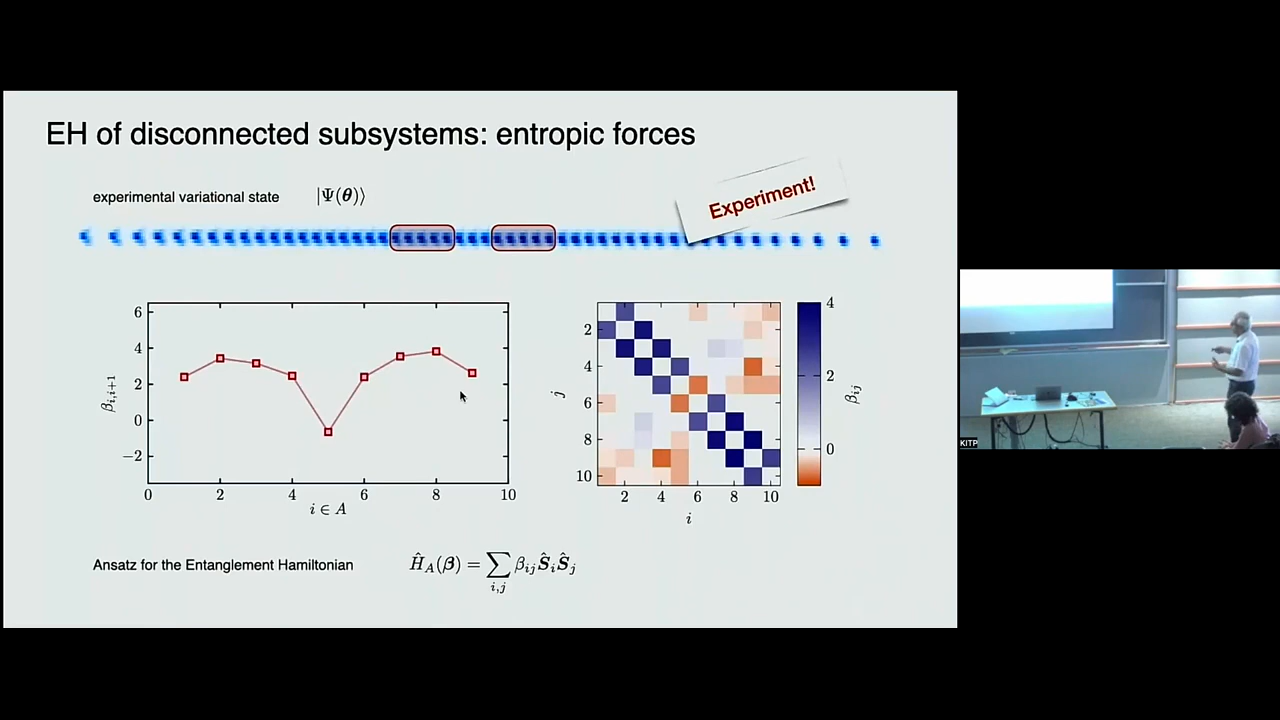 EH of disconnected subsystems: entropic forces
experimental variational state |Ψ(θ)⟩
Experiment!
6
4
2
0
−2
β_{i,i+1}
0 2 4 6 8 10
i ∈ A
2
4
6
8
10
j
2 4 6 8 10
i
4
2
0
β_{ij}
Ansatz for the Entanglement Hamiltonian Ĥ_A(β) = ∑_{i,j} β_{ij} Ŝ_i Ŝ_j
KITP